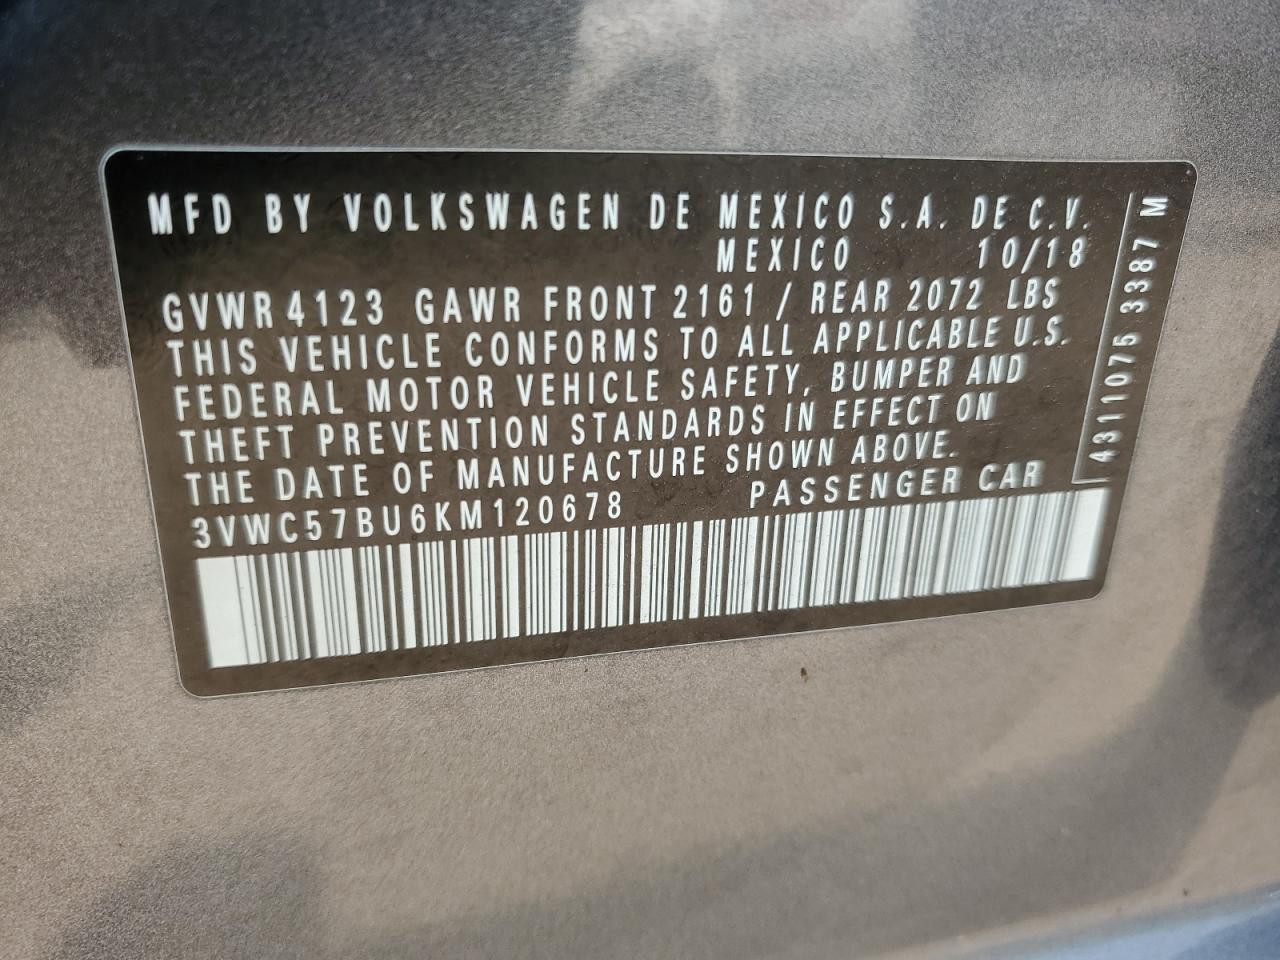 MFD BY VOLKSWAGEN DE MEXICO S.A. DE C.V.
MEXICO 10/18
GVWR 4123 GAWR FRONT 2161 / REAR 2072 LBS
THIS VEHICLE CONFORMS TO ALL APPLICABLE U.S.
FEDERAL MOTOR VEHICLE SAFETY, BUMPER AND
THEFT PREVENTION STANDARDS IN EFFECT ON
THE DATE OF MANUFACTURE SHOWN ABOVE.
3VWC57BU6KM120678 PASSENGER CAR
4311075 3387 M